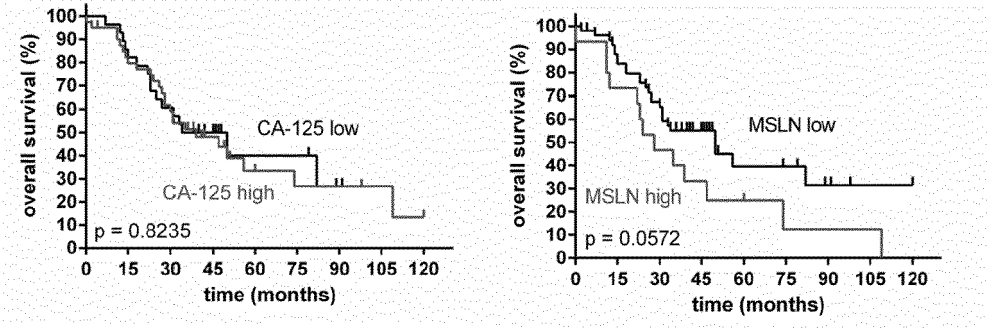 overall survival (%)
100
90
80
70
60
50
40
30
20
10
0
CA-125 low
CA-125 high
p = 0.8235
0 15 30 45 60 75 90 105 120
time (months)
overall survival (%)
100
90
80
70
60
50
40
30
20
10
0
MSLN low
MSLN high
p = 0.0572
0 15 30 45 60 75 90 105 120
time (months)